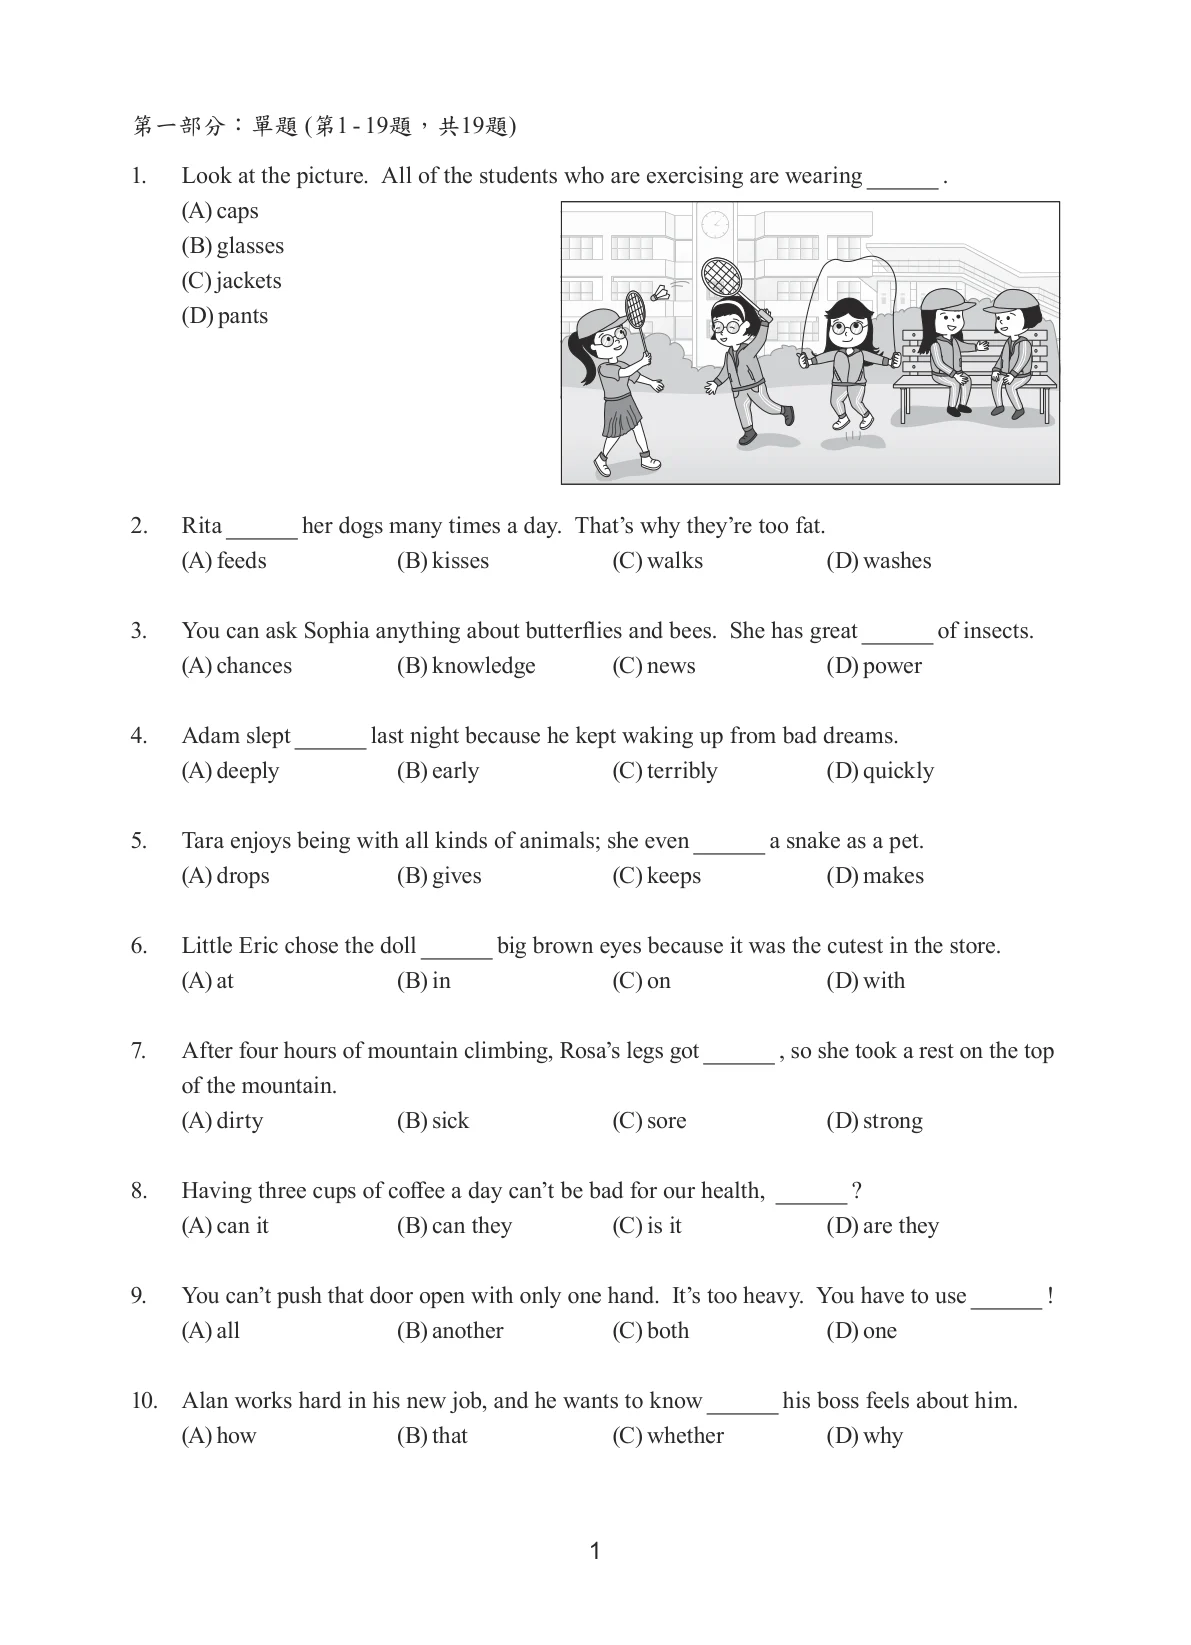 第一部分：單題 (第1 - 19題，共19題)
1. Look at the picture. All of the students who are exercising are wearing ______ .
(A) caps
(B) glasses
(C) jackets
(D) pants
2. Rita ______ her dogs many times a day. That’s why they’re too fat.
(A) feeds (B) kisses (C) walks (D) washes
3. You can ask Sophia anything about butterflies and bees. She has great ______ of insects.
(A) chances (B) knowledge (C) news (D) power
4. Adam slept ______ last night because he kept waking up from bad dreams.
(A) deeply (B) early (C) terribly (D) quickly
5. Tara enjoys being with all kinds of animals; she even ______ a snake as a pet.
(A) drops (B) gives (C) keeps (D) makes
6. Little Eric chose the doll ______ big brown eyes because it was the cutest in the store.
(A) at (B) in (C) on (D) with
7. After four hours of mountain climbing, Rosa’s legs got ______ , so she took a rest on the top
of the mountain.
(A) dirty (B) sick (C) sore (D) strong
8. Having three cups of coffee a day can’t be bad for our health, ______ ?
(A) can it (B) can they (C) is it (D) are they
9. You can’t push that door open with only one hand. It’s too heavy. You have to use ______ !
(A) all (B) another (C) both (D) one
10. Alan works hard in his new job, and he wants to know ______ his boss feels about him.
(A) how (B) that (C) whether (D) why
1